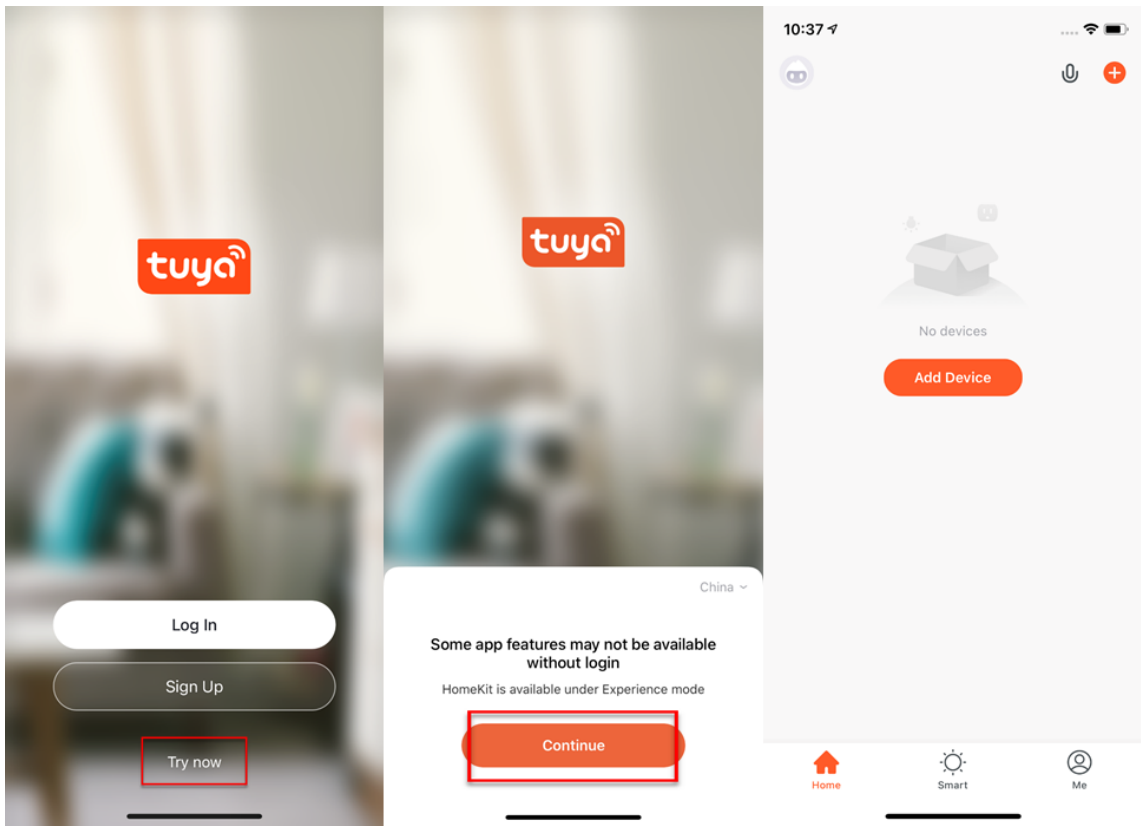 tuya
Log In
Sign Up
Try now
tuya
China
Some app features may not be available
without login
HomeKit is available under Experience mode
Continue
10:37
No devices
Add Device
Home
Smart
Me